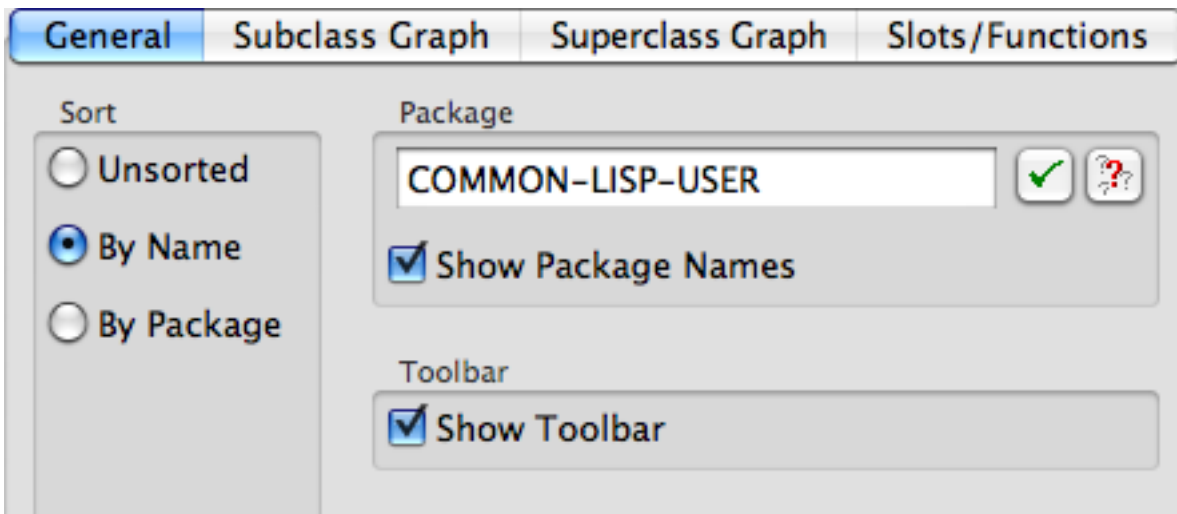 General Subclass Graph Superclass Graph Slots/Functions
Sort
Unsorted
By Name
By Package
Package
COMMON-LISP-USER
Show Package Names
Toolbar
Show Toolbar